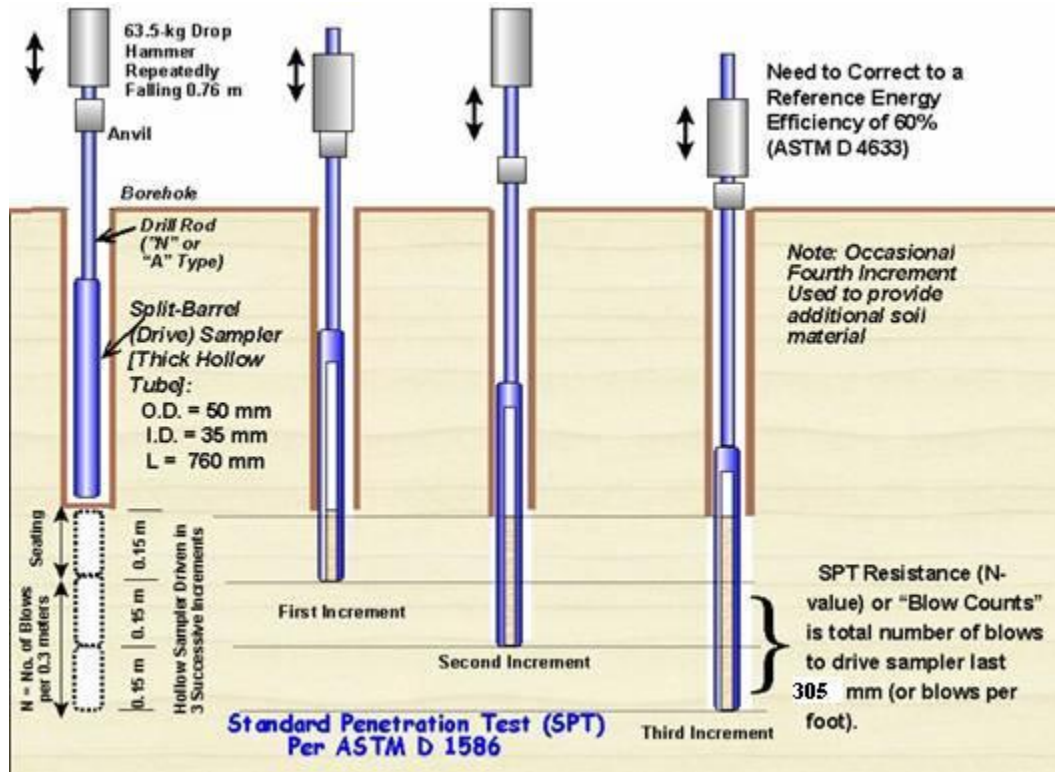 63.5-kg Drop
Hammer
Repeatedly
Falling 0.76 m
Anvil
Borehole
Drill Rod
("N" or
"A" Type)
Split-Barrel
(Drive) Sampler
[Thick Hollow
Tube]:
O.D. = 50 mm
I.D. = 35 mm
L = 760 mm
Seating
N = No. of Blows
per 0.3 meters
0.15 m
0.15 m
0.15 m
Hollow Sampler Driven in
3 Successive Increments
First Increment
Second Increment
Third Increment
Need to Correct to a
Reference Energy
Efficiency of 60%
(ASTM D 4633)
Note: Occasional
Fourth Increment
Used to provide
additional soil
material
SPT Resistance (N-
value) or "Blow Counts"
is total number of blows
to drive sampler last
305 mm (or blows per
foot).
Standard Penetration Test (SPT)
Per ASTM D 1586